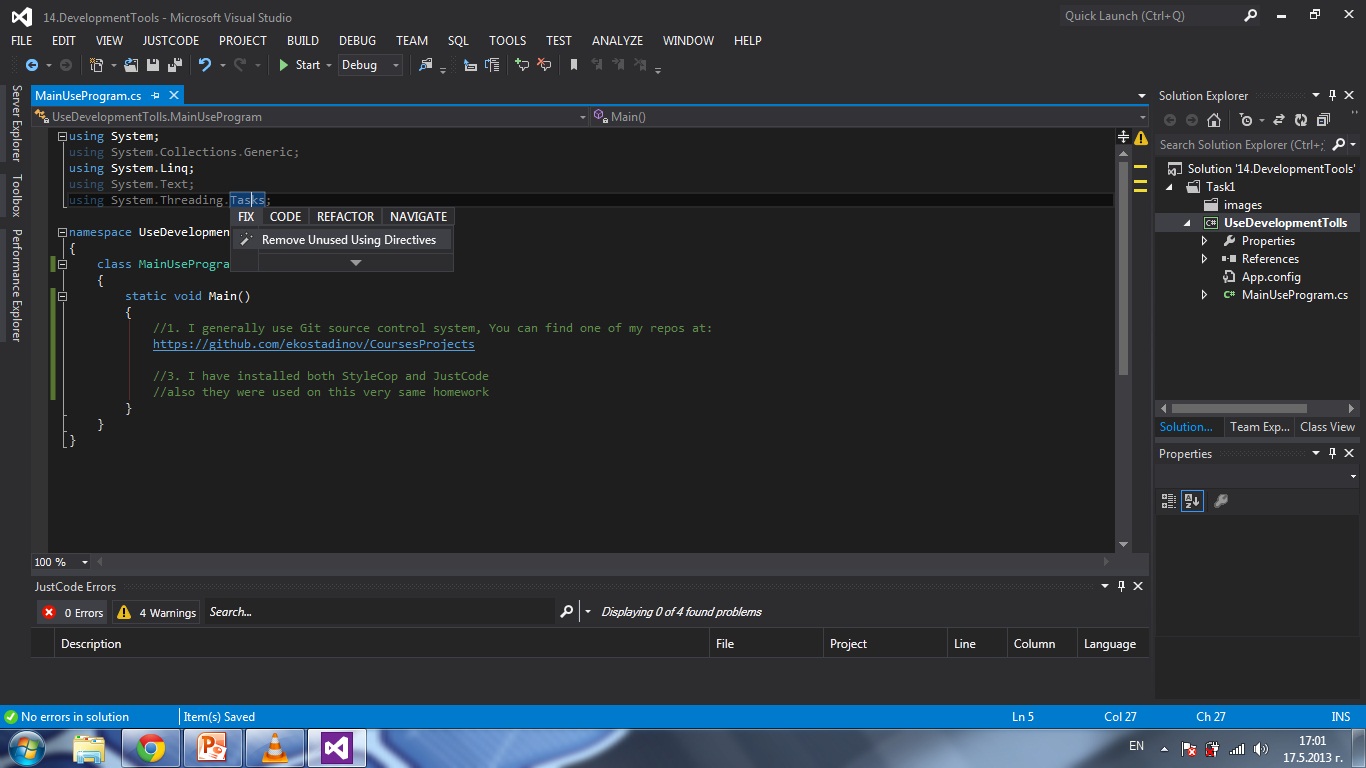 14.DevelopmentTools - Microsoft Visual Studio
Quick Launch (Ctrl+Q)
FILE EDIT VIEW JUSTCODE PROJECT BUILD DEBUG TEAM SQL TOOLS TEST ANALYZE WINDOW HELP
Start Debug
Server Explorer
Toolbox
Performance Explorer
MainUseProgram.cs
UseDevelopmentTolls.MainUseProgram Main()
using System;
using System.Collections.Generic;
using System.Linq;
using System.Text;
using System.Threading.Tasks;
FIX CODE REFACTOR NAVIGATE
Remove Unused Using Directives
namespace UseDevelopmen
{
class MainUseProgra
{
static void Main()
{
//1. I generally use Git source control system, You can find one of my repos at:
https://github.com/ekostadinov/CoursesProjects
//3. I have installed both StyleCop and JustCode
//also they were used on this very same homework
}
}
}
100 %
Solution Explorer
Search Solution Explorer (Ctrl+;
Solution '14.DevelopmentTools'
Task1
images
C# UseDevelopmentTolls
Properties
References
App.config
C# MainUseProgram.cs
Solution... Team Exp... Class View
Properties
JustCode Errors
0 Errors 4 Warnings Search... Displaying 0 of 4 found problems
Description File Project Line Column Language
No errors in solution Item(s) Saved Ln 5 Col 27 Ch 27 INS
EN
17:01
17.5.2013 г.